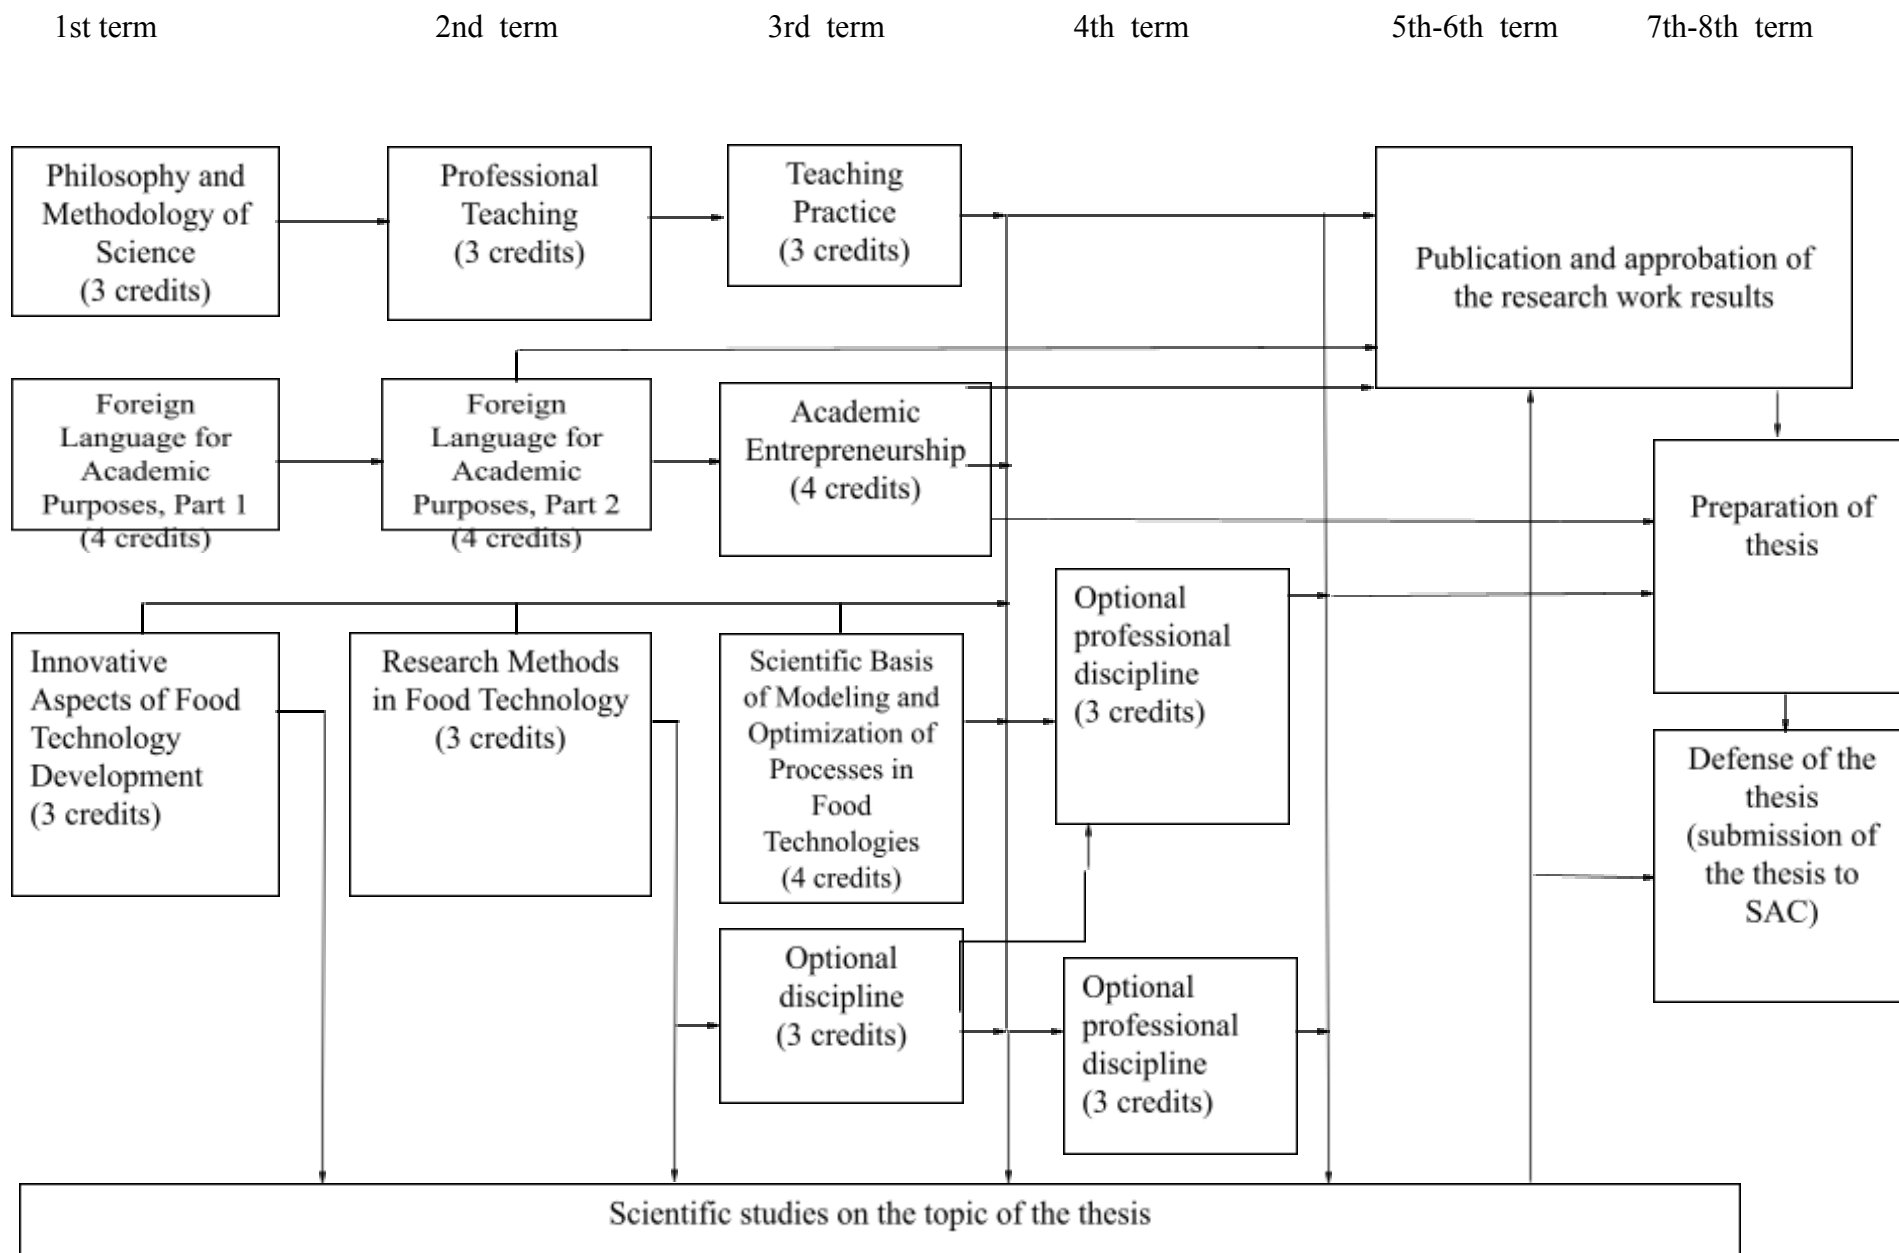 1st term
2nd term
3rd term
4th term
5th-6th term
7th-8th term
Philosophy and
Methodology of
Science
(3 credits)
Professional
Teaching
(3 credits)
Teaching
Practice
(3 credits)
Publication and approbation of
the research work results
Foreign
Language for
Academic
Purposes, Part 1
(4 credits)
Foreign
Language for
Academic
Purposes, Part 2
(4 credits)
Academic
Entrepreneurship
(4 credits)
Preparation of
thesis
Innovative
Aspects of Food
Technology
Development
(3 credits)
Research Methods
in Food Technology
(3 credits)
Scientific Basis
of Modeling and
Optimization of
Processes in
Food
Technologies
(4 credits)
Optional
professional
discipline
(3 credits)
Defense of the
thesis
(submission of
the thesis to
SAC)
Optional
discipline
(3 credits)
Optional
professional
discipline
(3 credits)
Scientific studies on the topic of the thesis